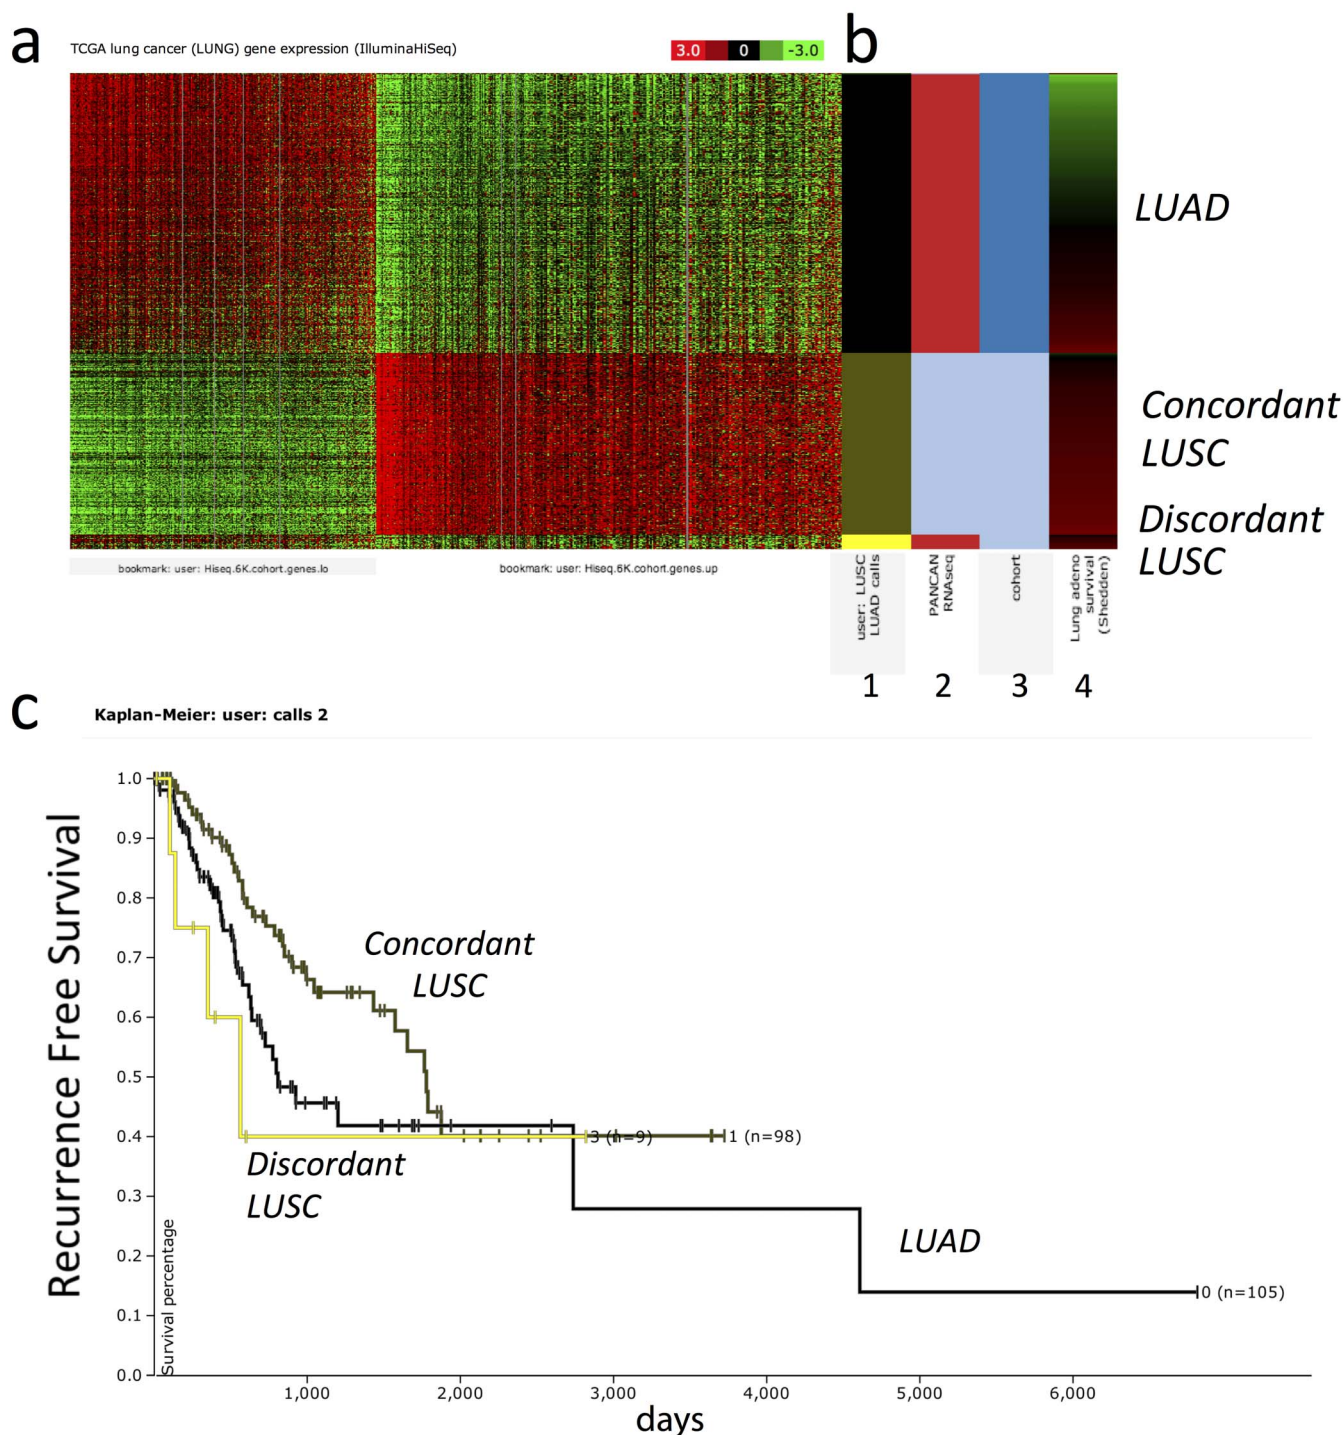 a
TCGA lung cancer (LUNG) gene expression (IlluminaHiSeq)
3.0 0 -3.0
b
LUAD
Concordant
LUSC
Discordant
LUSC
bookmark: user: Hiseq.6K.cohort.genes.lo
bookmark: user: Hiseq.6K.cohort.genes.up
user: LUSC
LUAD calls
PANCAN
RNAseq
cohort
Lung adeno
survival
(Shedden)
1 2 3 4
c
Kaplan-Meier: user: calls 2
Recurrence Free Survival
Survival percentage
1.0
0.9
0.8
0.7
0.6
0.5
0.4
0.3
0.2
0.1
0.0
Concordant
LUSC
3 (n=9)
1 (n=98)
Discordant
LUSC
LUAD
0 (n=105)
1,000 2,000 3,000 4,000 5,000 6,000
days